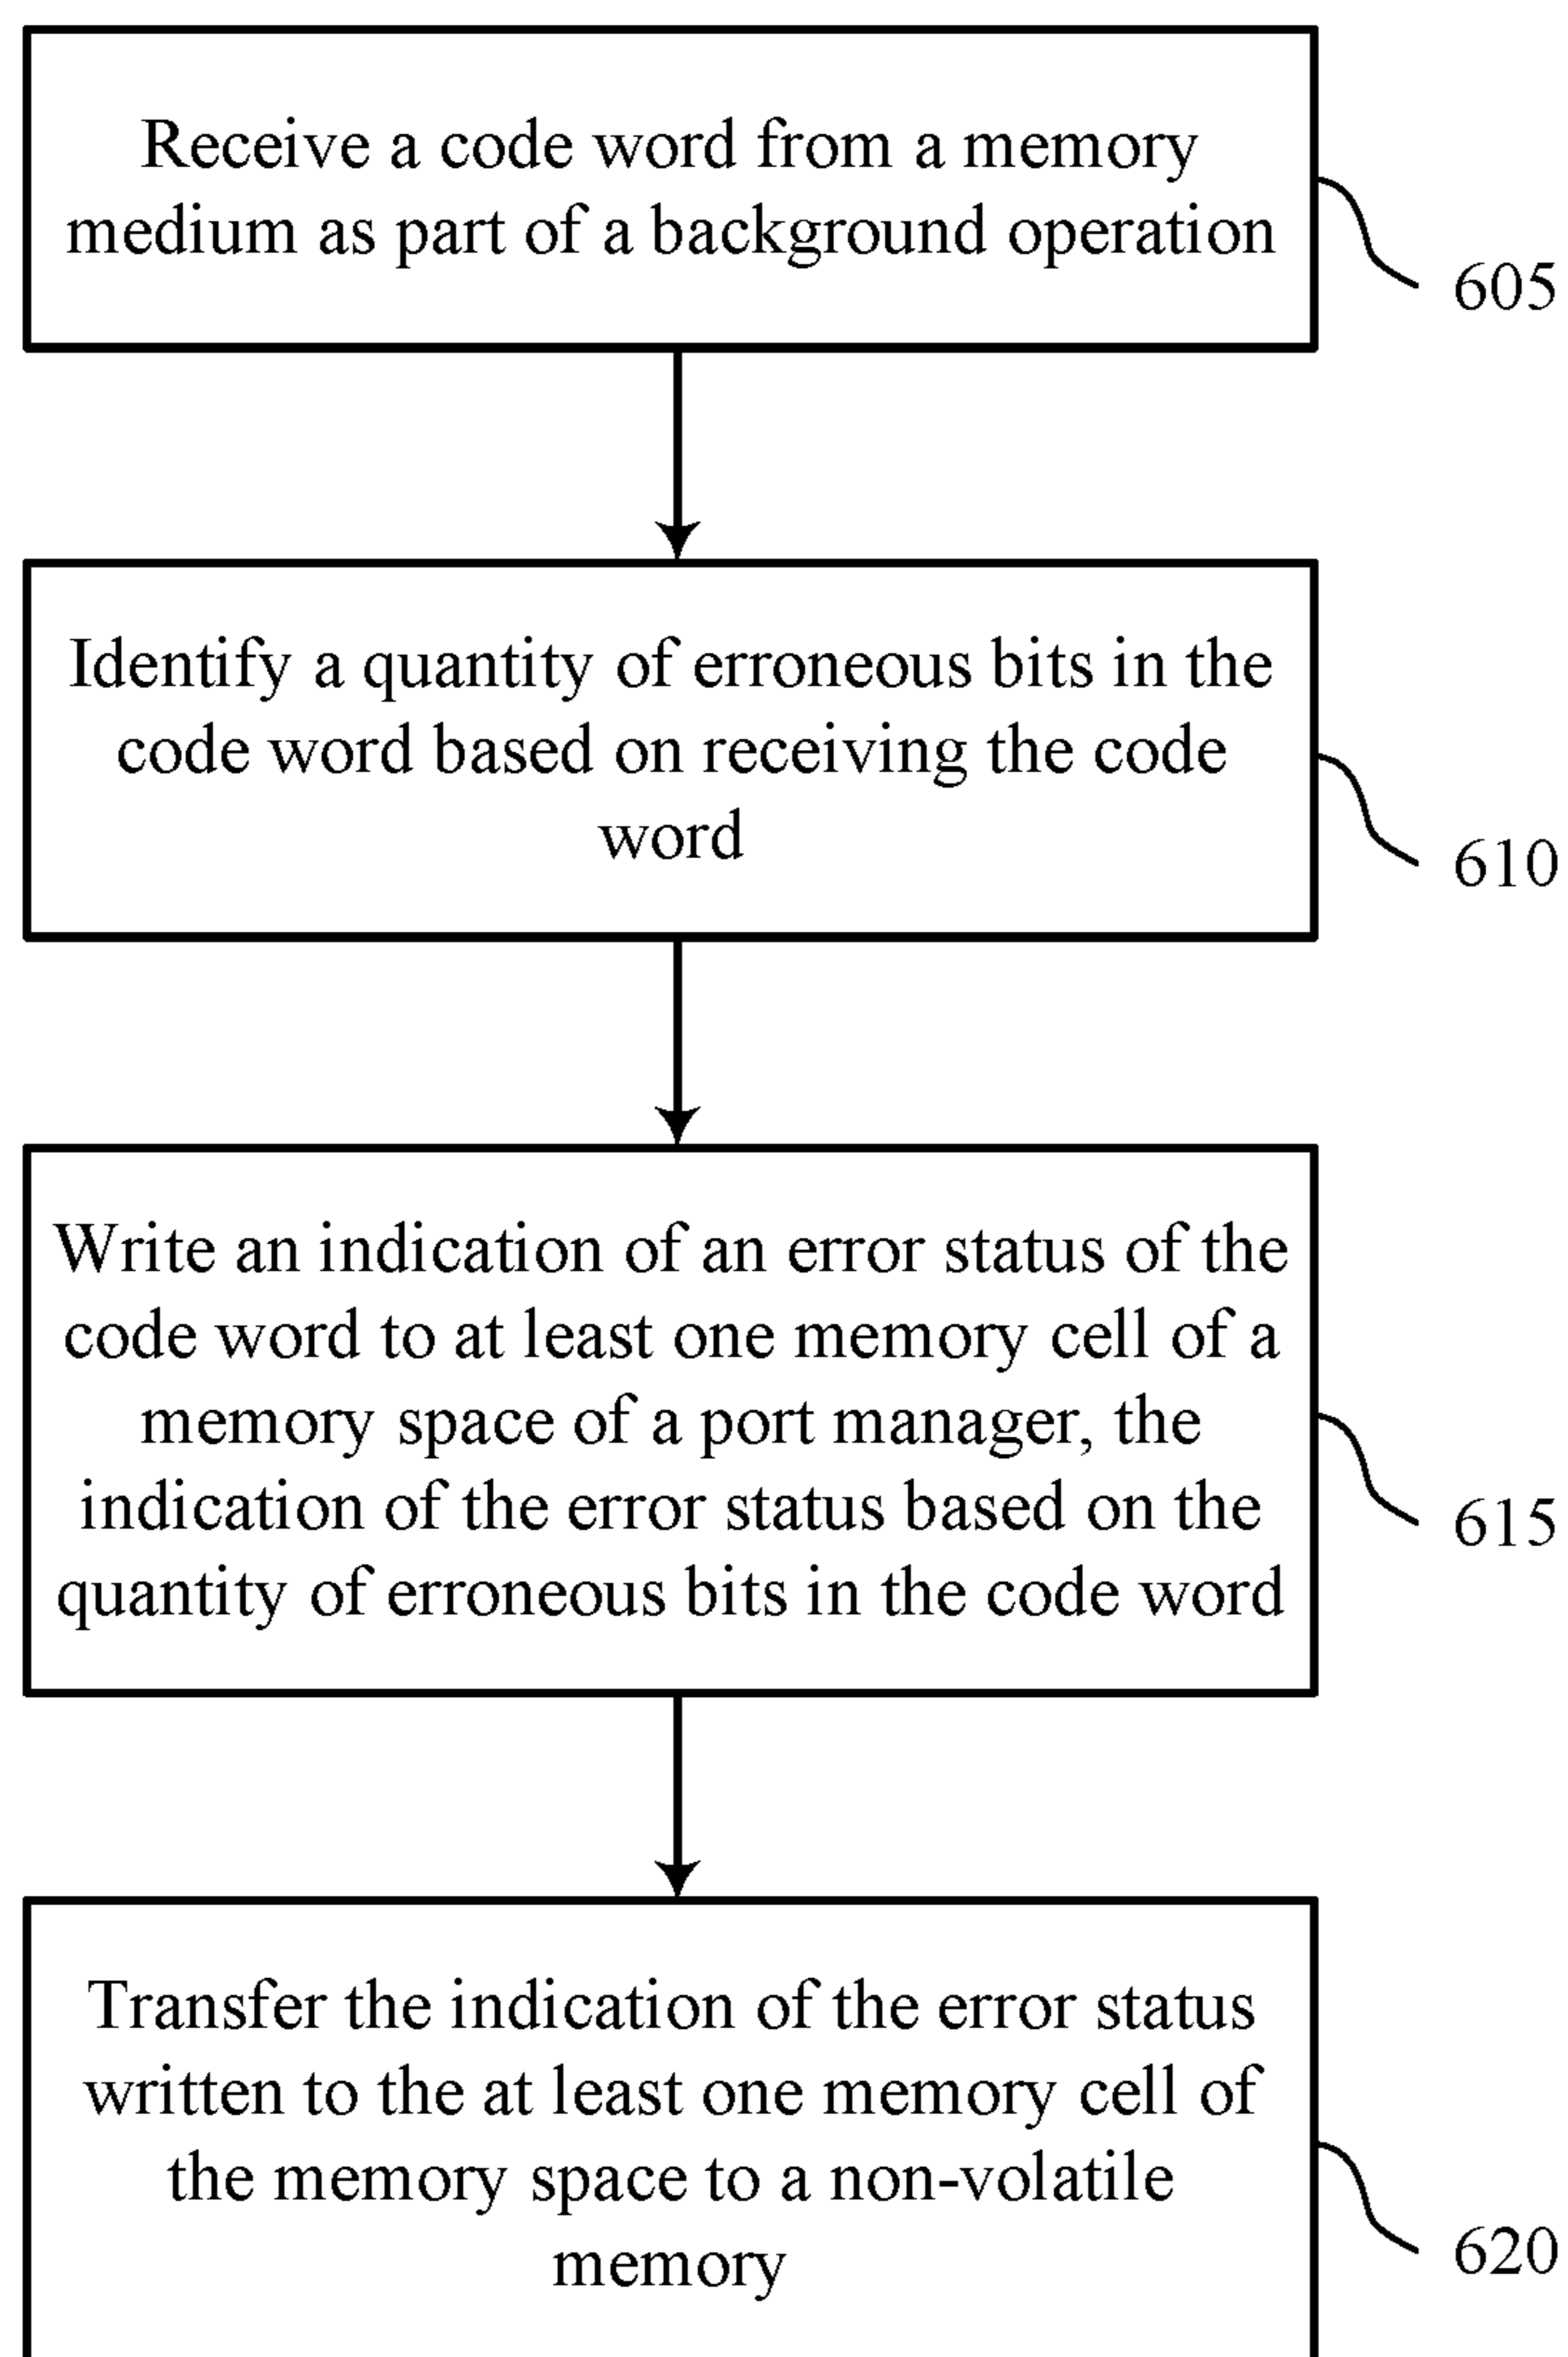 Receive a code word from a memory
medium as part of a background operation
605
Identify a quantity of erroneous bits in the
code word based on receiving the code
word
610
Write an indication of an error status of the
code word to at least one memory cell of a
memory space of a port manager, the
indication of the error status based on the
quantity of erroneous bits in the code word
615
Transfer the indication of the error status
written to the at least one memory cell of
the memory space to a non-volatile
memory
620